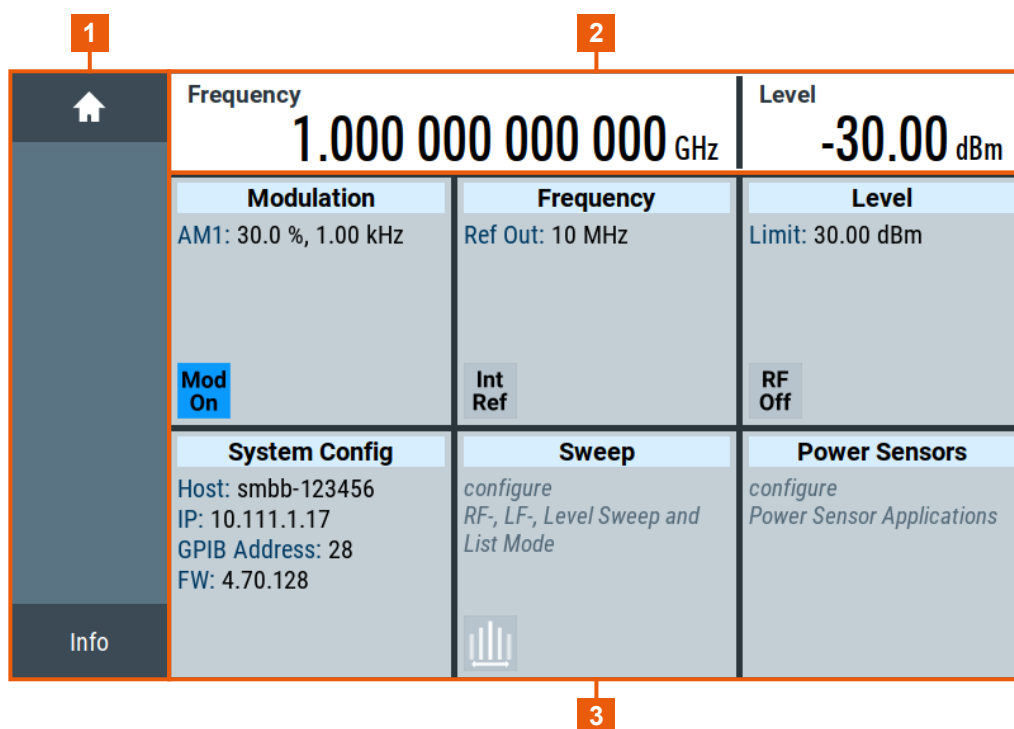 1
2
Frequency
1.000 000 000 000 GHz
Level
-30.00 dBm
Modulation
AM1: 30.0 %, 1.00 kHz
Mod
On
Frequency
Ref Out: 10 MHz
Int
Ref
Level
Limit: 30.00 dBm
RF
Off
System Config
Host: smbb-123456
IP: 10.111.1.17
GPIB Address: 28
FW: 4.70.128
Sweep
configure
RF-, LF-, Level Sweep and
List Mode
Power Sensors
configure
Power Sensor Applications
Info
3